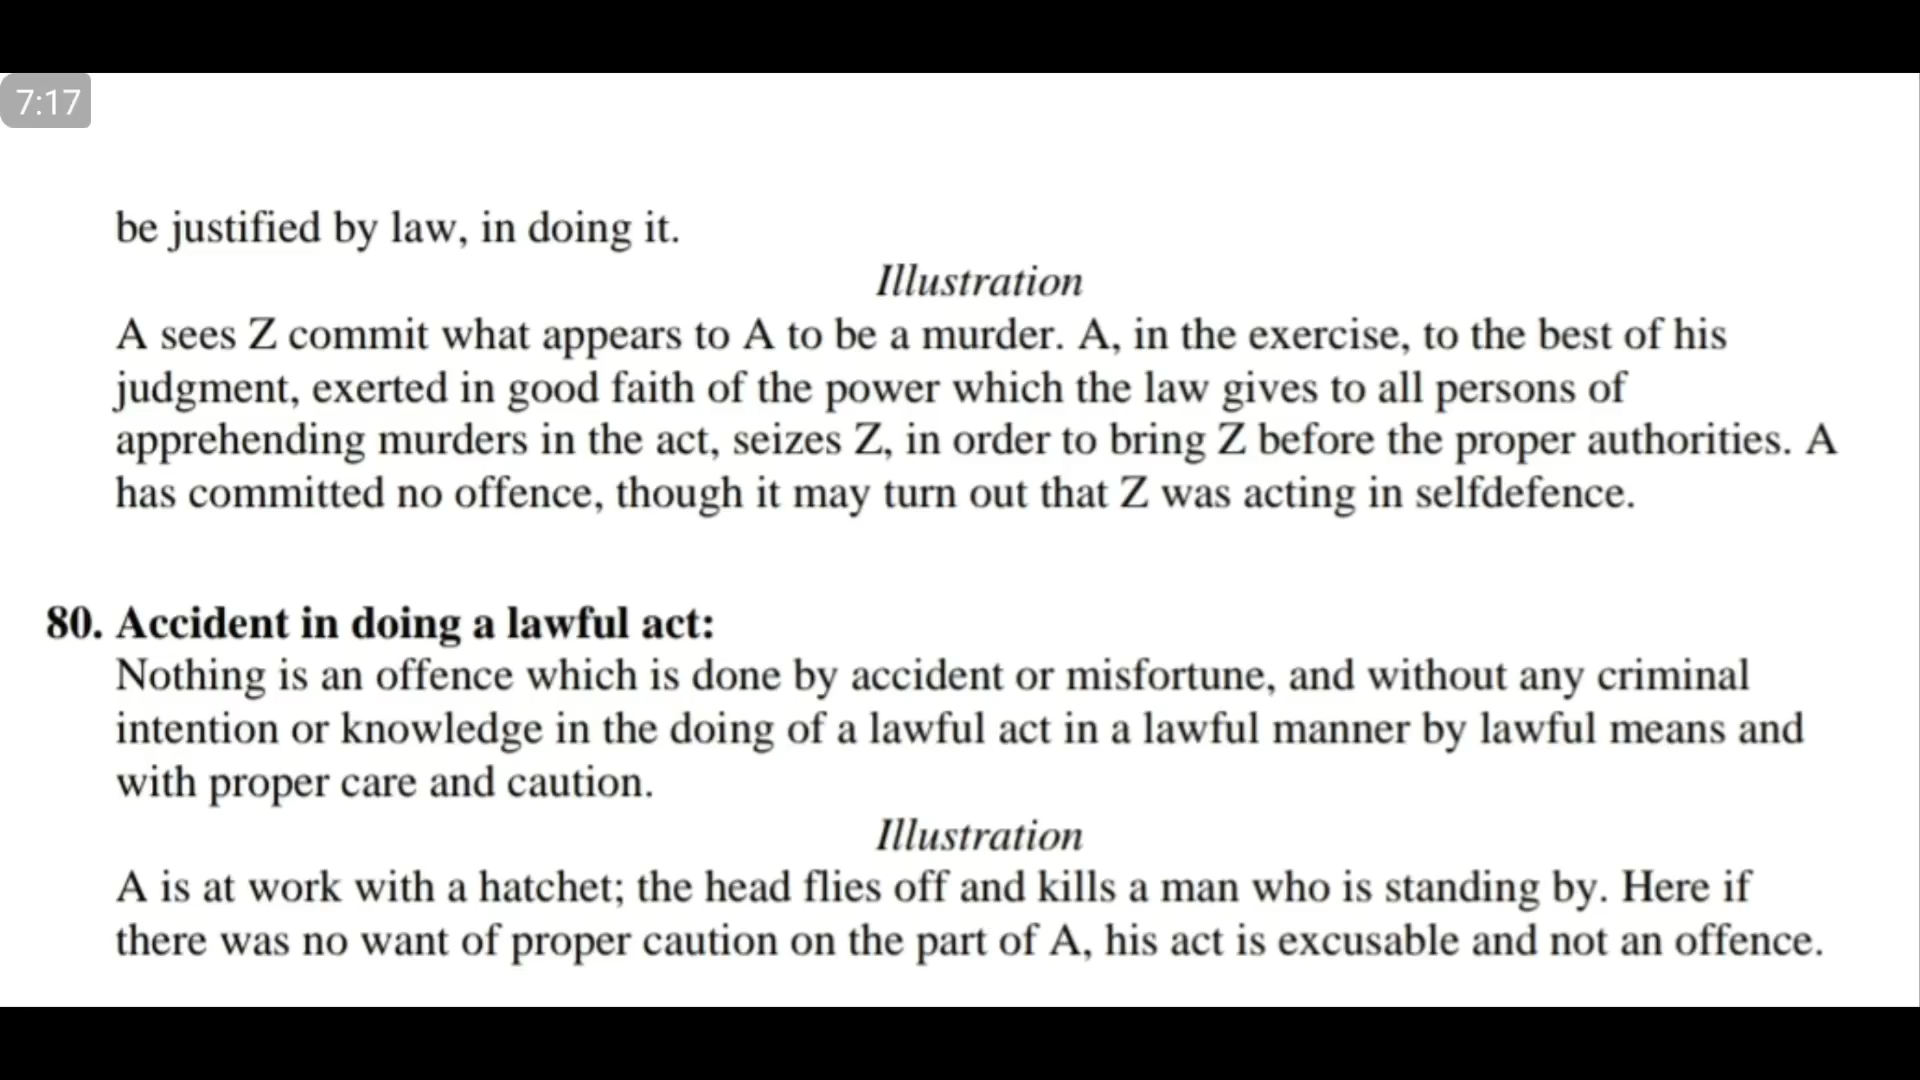 7:17
be justified by law, in doing it.
Illustration
A sees Z commit what appears to A to be a murder. A, in the exercise, to the best of his
judgment, exerted in good faith of the power which the law gives to all persons of
apprehending murders in the act, seizes Z, in order to bring Z before the proper authorities. A
has committed no offence, though it may turn out that Z was acting in selfdefence.
80. Accident in doing a lawful act:
Nothing is an offence which is done by accident or misfortune, and without any criminal
intention or knowledge in the doing of a lawful act in a lawful manner by lawful means and
with proper care and caution.
Illustration
A is at work with a hatchet; the head flies off and kills a man who is standing by. Here if
there was no want of proper caution on the part of A, his act is excusable and not an offence.